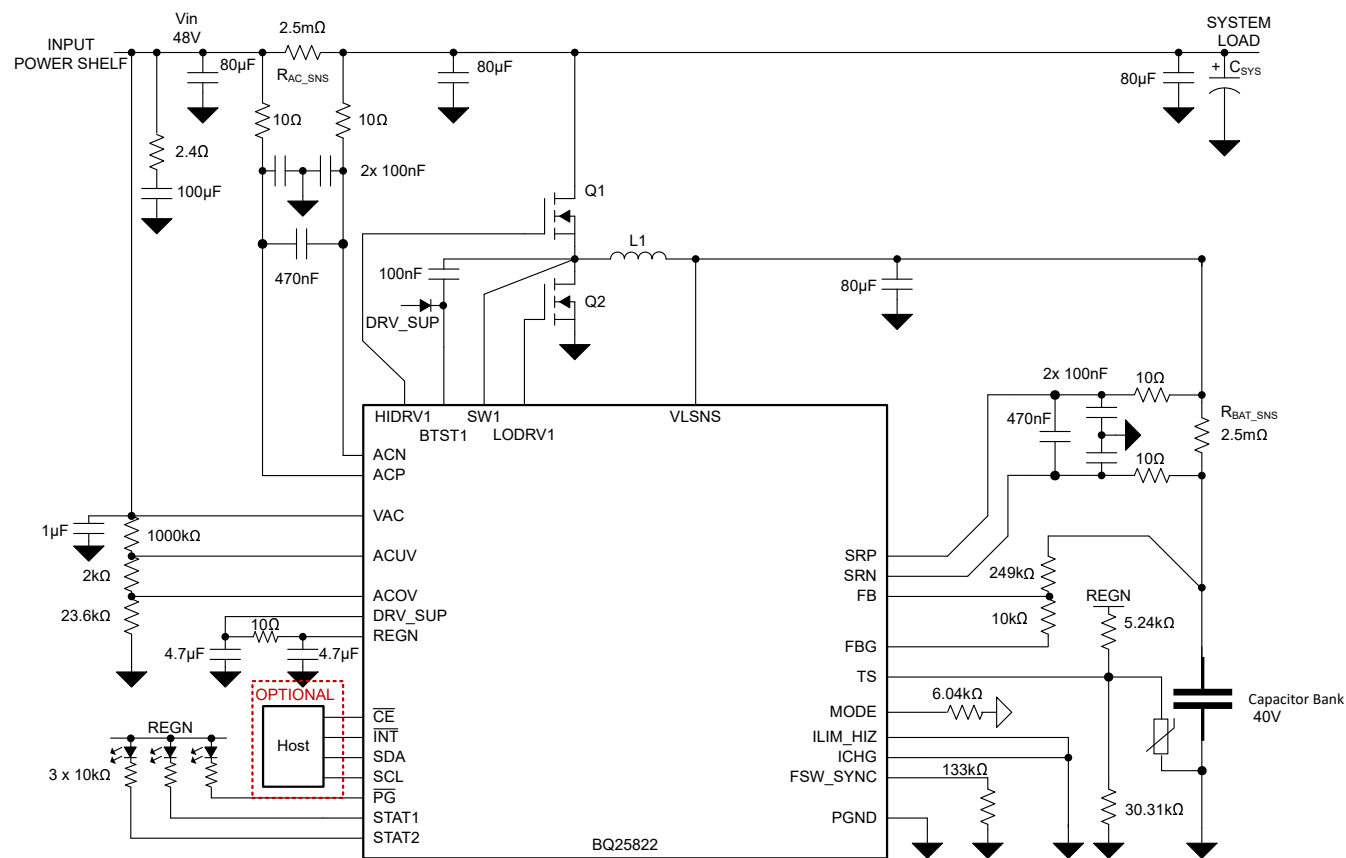 INPUT
POWER SHELF
Vin
48V
80µF
2.5mΩ
R_AC_SNS
80µF
SYSTEM
LOAD
80µF
+
C_SYS
10Ω
10Ω
2.4Ω
100µF
2x 100nF
470nF
Q1
L1
100nF
DRV_SUP
Q2
80µF
2x 100nF
10Ω
470nF
R_BAT_SNS
2.5mΩ
10Ω
HIDRV1
BTST1
SW1
LODRV1
VLSNS
ACN
ACP
VAC
ACUV
ACOV
DRV_SUP
REGN
1µF
1000kΩ
2kΩ
23.6kΩ
10Ω
4.7µF
4.7µF
OPTIONAL
Host
CE
INT
SDA
SCL
PG
STAT1
STAT2
REGN
3 x 10kΩ
SRP
SRN
FB
FBG
TS
MODE
ILIM_HIZ
ICHG
FSW_SYNC
PGND
249kΩ
10kΩ
REGN
5.24kΩ
6.04kΩ
133kΩ
30.31kΩ
Capacitor Bank
40V
BQ25822